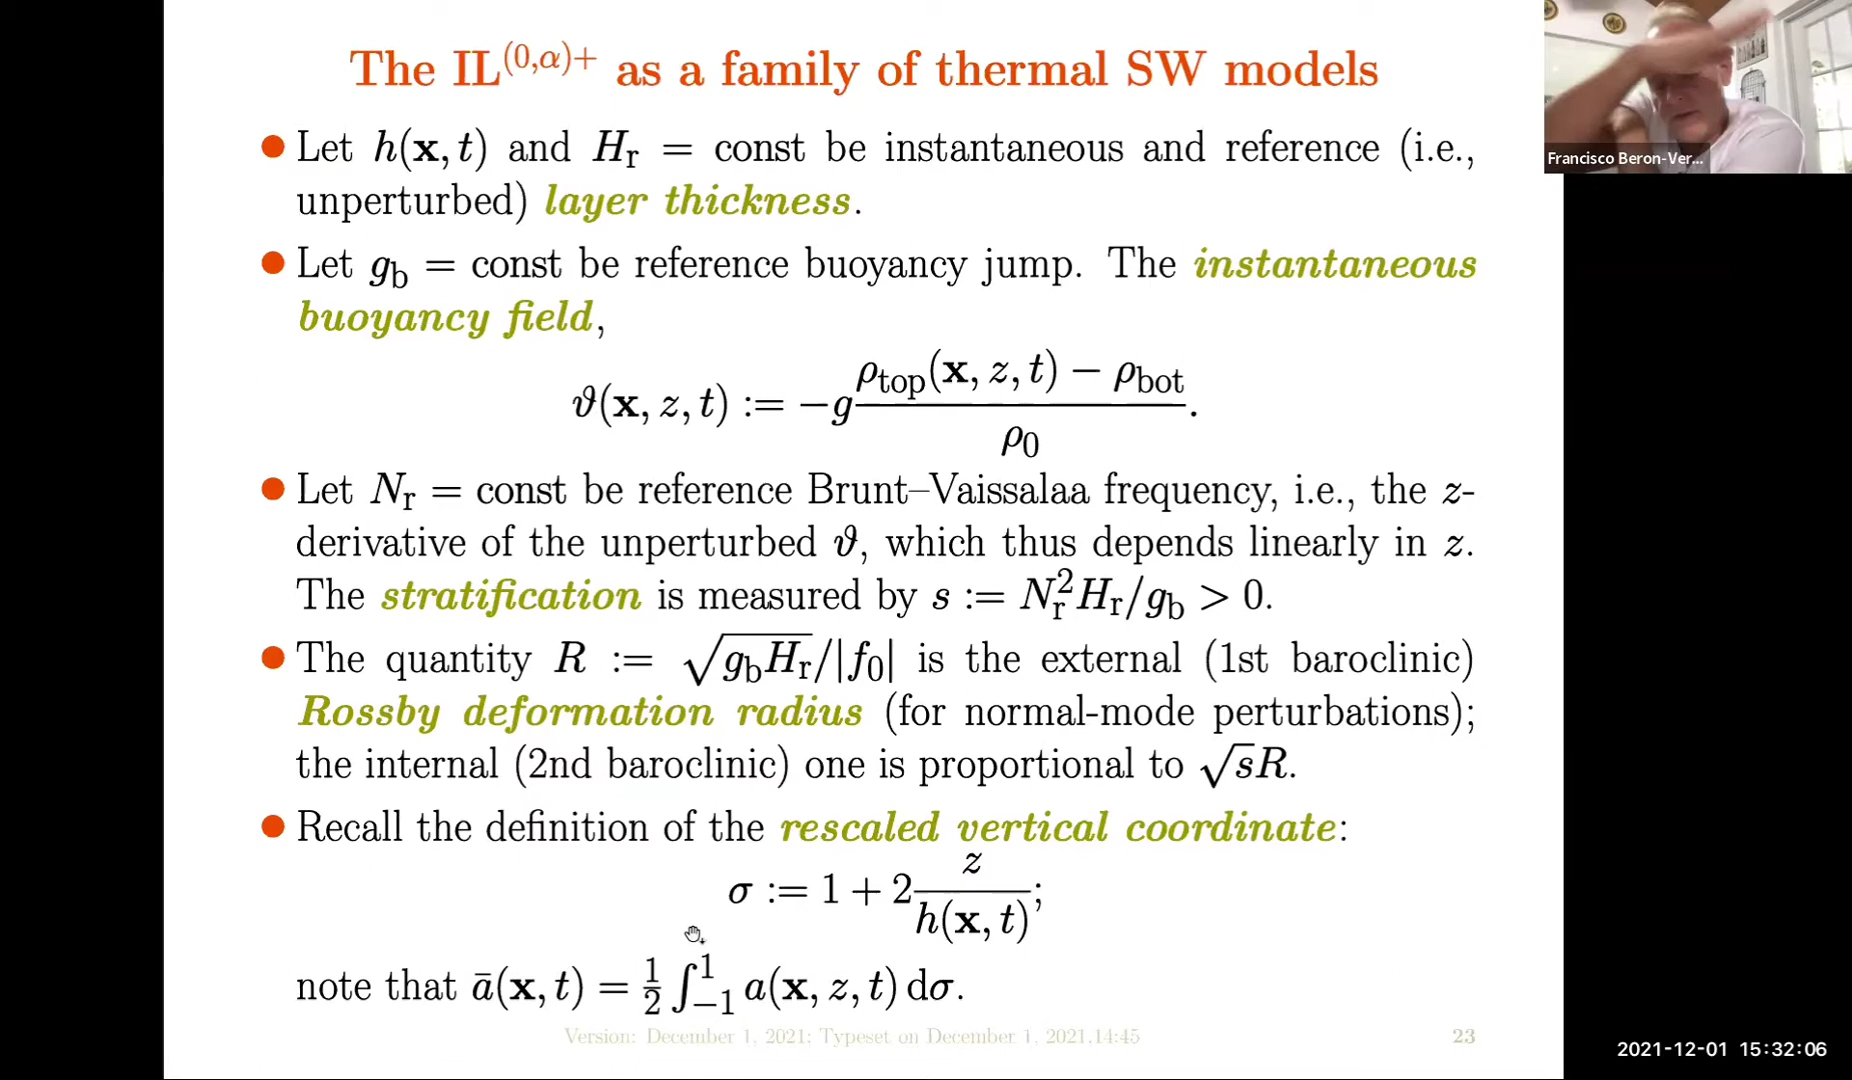 The IL^{(0,α)+} as a family of thermal SW models
Let h(𝐱, t) and H_r = const be instantaneous and reference (i.e.,
unperturbed) layer thickness.
Let g_b = const be reference buoyancy jump. The instantaneous
buoyancy field,
ϑ(𝐱, z, t) := −g (ρ_top(𝐱, z, t) − ρ_bot) / ρ_0.
Let N_r = const be reference Brunt–Vaissalaa frequency, i.e., the z-
derivative of the unperturbed ϑ, which thus depends linearly in z.
The stratification is measured by s := N_r^2 H_r/g_b > 0.
The quantity R := √(g_b H_r)/|f_0| is the external (1st baroclinic)
Rossby deformation radius (for normal-mode perturbations);
the internal (2nd baroclinic) one is proportional to √s R.
Recall the definition of the rescaled vertical coordinate:
σ := 1 + 2 z / h(𝐱, t);
note that ā(𝐱, t) = 1/2 ∫_{−1}^{1} a(𝐱, z, t) dσ.
Version: December 1, 2021; Typeset on December 1, 2021,14:45
23
Francisco Beron-Ver...
2021-12-01 15:32:06